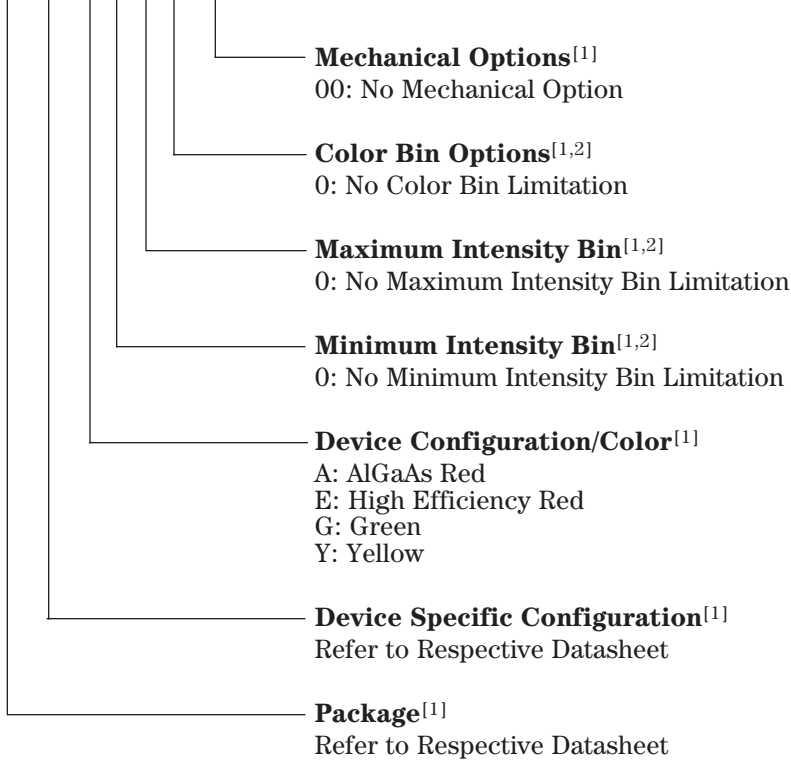 Mechanical Options[1]
00: No Mechanical Option
Color Bin Options[1,2]
0: No Color Bin Limitation
Maximum Intensity Bin[1,2]
0: No Maximum Intensity Bin Limitation
Minimum Intensity Bin[1,2]
0: No Minimum Intensity Bin Limitation
Device Configuration/Color[1]
A: AlGaAs Red
E: High Efficiency Red
G: Green
Y: Yellow
Device Specific Configuration[1]
Refer to Respective Datasheet
Package[1]
Refer to Respective Datasheet